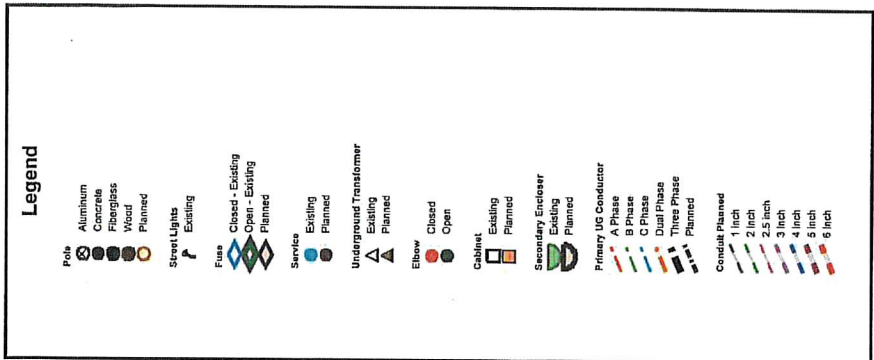 Legend
Pole
Aluminum
Concrete
Fiberglass
Wood
Planned
Street Lights
Existing
Fuse
Closed - Existing
Open - Existing
Planned
Service
Existing
Planned
Underground Transformer
Existing
Planned
Elbow
Closed
Open
Cabinet
Existing
Planned
Secondary Encloser
Existing
Planned
Primary UG Conductor
A Phase
B Phase
C Phase
Dual Phase
Three Phase
Planned
Conduit Planned
1 Inch
2 Inch
2.5 inch
3 Inch
4 Inch
5 Inch
6 Inch